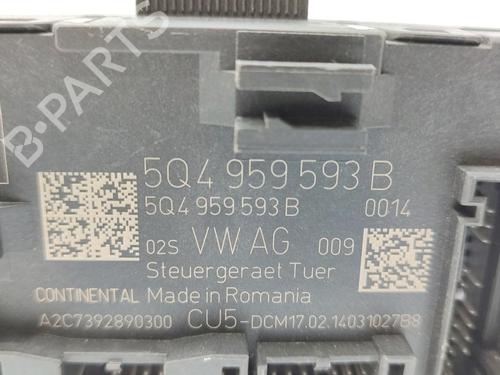 B-PARTS
5Q4 959 593 B
5Q4 959 593 B 0014
02S VW AG 009
Steuergeraet Tuer
CONTINENTAL Made in Romania
A2C7392890300 CU5-DCM17.02.14031027B8